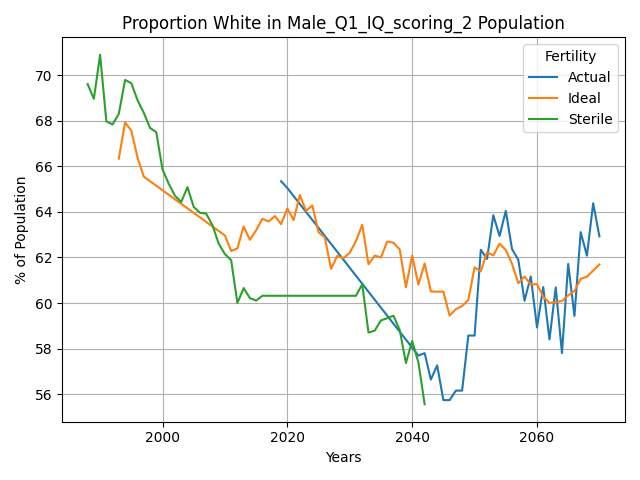 Proportion White in Male_Q1_IQ_scoring_2 Population
% of Population
70
68
66
64
62
60
58
56
Fertility
Actual
Ideal
Sterile
2000
2020
2040
2060
Years